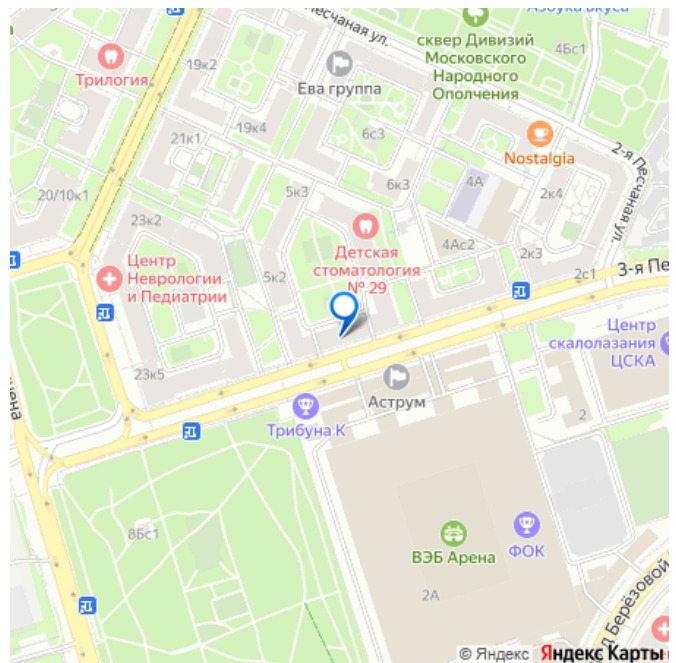 Песчаная ул.
Азбука вкуса
сквер Дивизий
Московского
Народного
Ополчения
4Бс1
Трилогия
19к2
Ева группа
21к1
19к4
6с3
Nostalgia
2-я Песчаная ул.
20/10к1
5к3
6к3
4А
2к4
23к2
Детская
стоматология
№ 29
4Ас2
2к3
Центр
Неврологии
и Педиатрии
5к2
2с1
3-я Пе
Центр
скалолазания
ЦСКА
23к5
Аструм
2
Трибуна К
8Бс1
ВЭБ Арена
ФОК
2А
д Берёзовой
© Яндекс Яндекс Карты